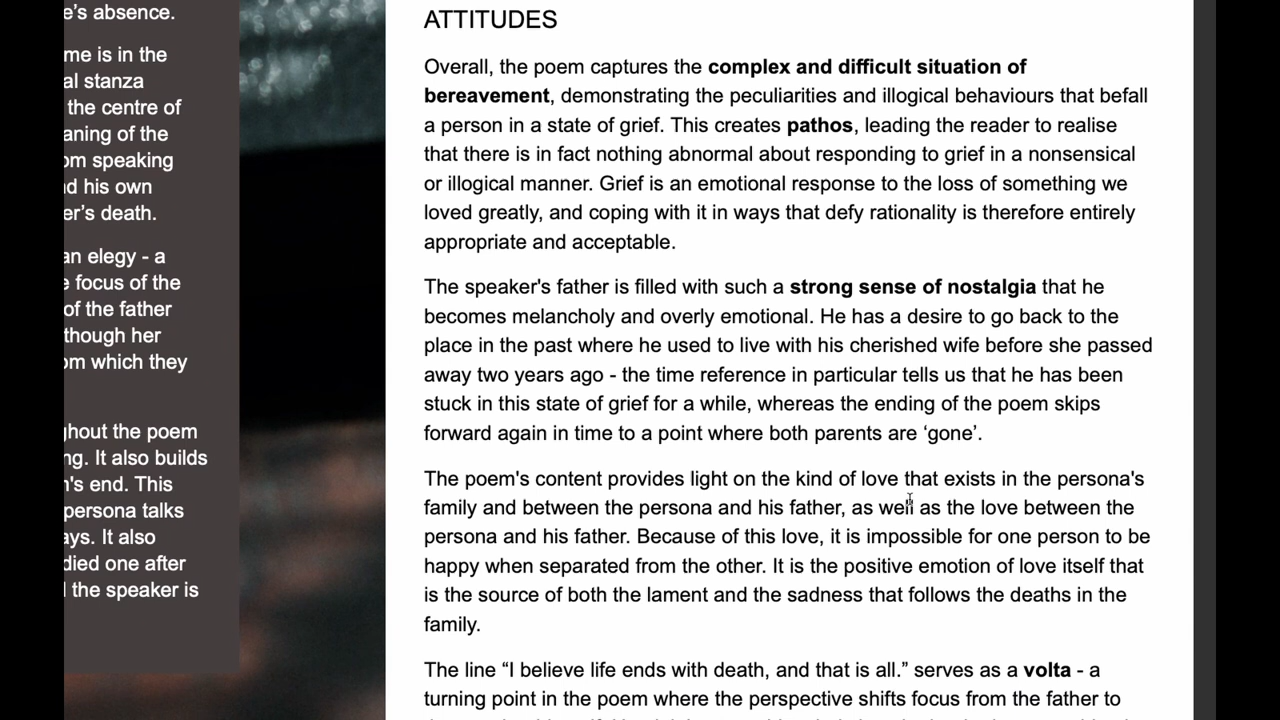 e’s absence.
me is in the
al stanza
the centre of
aning of the
om speaking
d his own
er’s death.
an elegy - a
e focus of the
of the father
though her
om which they
ghout the poem
ng. It also builds
n's end. This
persona talks
ays. It also
died one after
the speaker is
ATTITUDES
Overall, the poem captures the complex and difficult situation of
bereavement, demonstrating the peculiarities and illogical behaviours that befall
a person in a state of grief. This creates pathos, leading the reader to realise
that there is in fact nothing abnormal about responding to grief in a nonsensical
or illogical manner. Grief is an emotional response to the loss of something we
loved greatly, and coping with it in ways that defy rationality is therefore entirely
appropriate and acceptable.
The speaker's father is filled with such a strong sense of nostalgia that he
becomes melancholy and overly emotional. He has a desire to go back to the
place in the past where he used to live with his cherished wife before she passed
away two years ago - the time reference in particular tells us that he has been
stuck in this state of grief for a while, whereas the ending of the poem skips
forward again in time to a point where both parents are ‘gone’.
The poem's content provides light on the kind of love that exists in the persona's
family and between the persona and his father, as well as the love between the
persona and his father. Because of this love, it is impossible for one person to be
happy when separated from the other. It is the positive emotion of love itself that
is the source of both the lament and the sadness that follows the deaths in the
family.
The line “I believe life ends with death, and that is all.” serves as a volta - a
turning point in the poem where the perspective shifts focus from the father to